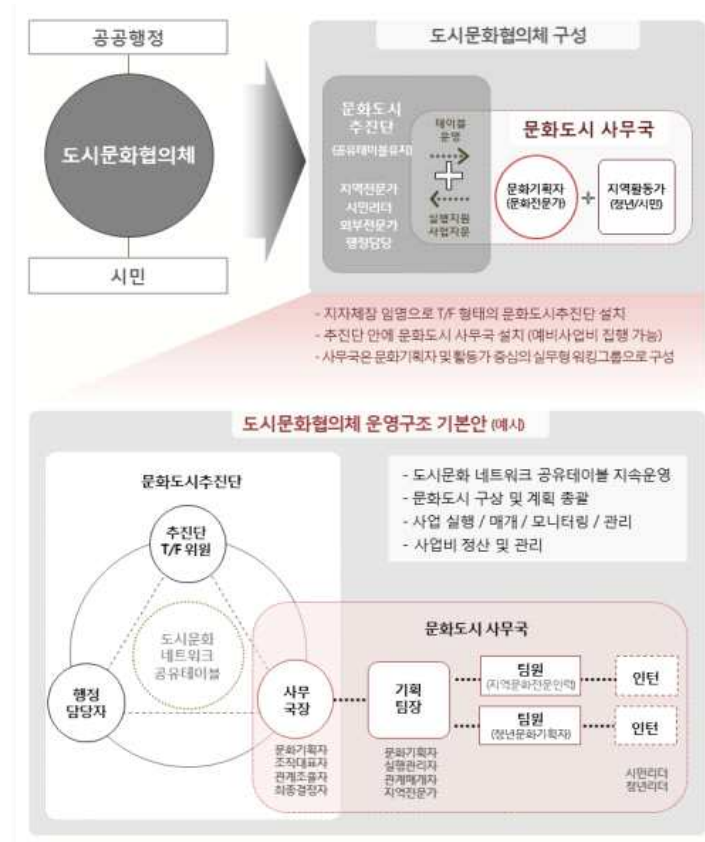 공공행정
도시문화협의체
시민
도시문화협의체 구성
문화도시
추진단
(공유테이블유지)
지역전문가
시민리더
외부전문가
행정담당
테이블
운영
실행지원
사업자문
문화도시 사무국
문화기획자
(문화전문가)
지역활동가
(청년/시민)
- 지자체장 임명으로 T/F 형태의 문화도시추진단 설치
- 추진단 안에 문화도시 사무국 설치 (예비사업비 집행 가능)
- 사무국은 문화기획자 및 활동가 중심의 실무형 워킹그룹으로 구성
도시문화협의체 운영구조 기본안 (예시)
문화도시추진단
추진단
T/F 위원
도시문화
네트워크
공유테이블
행정
담당자
사무
국장
문화기획자
조직대표자
관계조율자
최종결정자
- 도시문화 네트워크 공유테이블 지속운영
- 문화도시 구상 및 계획 총괄
- 사업 실행 / 매개 / 모니터링 / 관리
- 사업비 정산 및 관리
문화도시 사무국
기획
팀장
문화기획자
실행관리자
관계매개자
지역전문가
팀원
(지역문화전문인력)
인턴
팀원
(청년문화기획자)
인턴
시민리더
청년리더